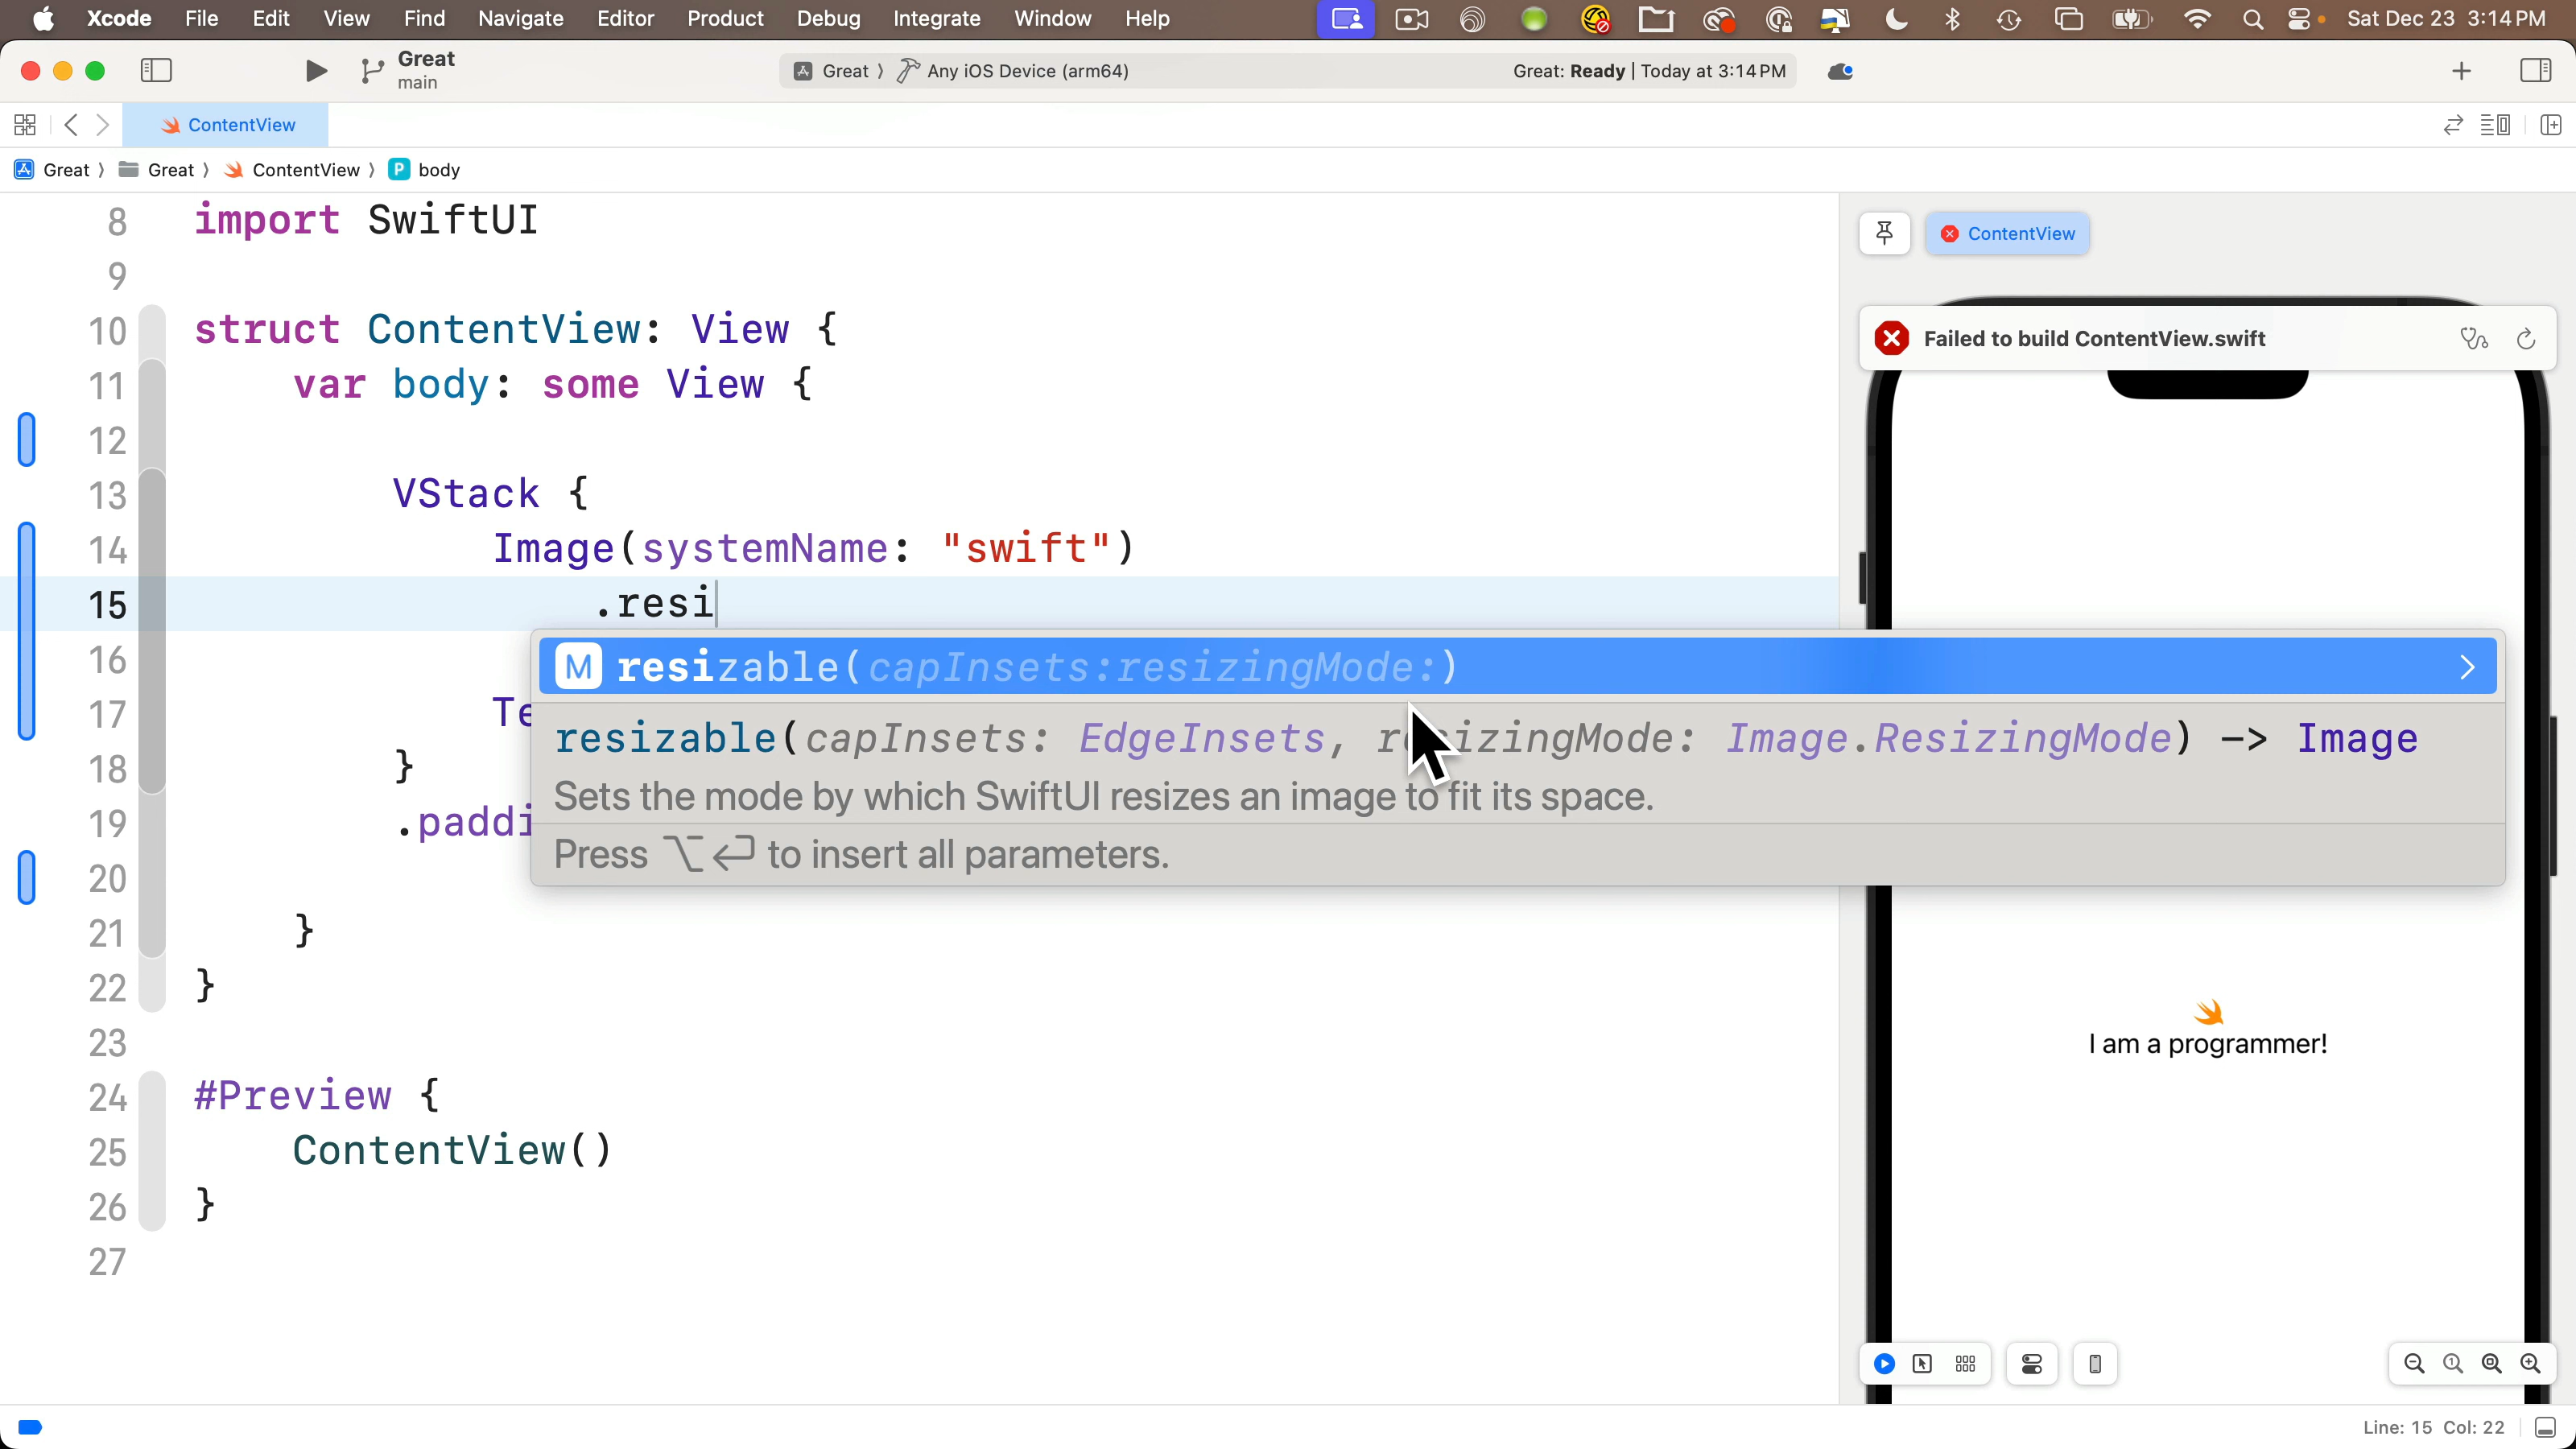 Xcode File Edit View Find Navigate Editor Product Debug Integrate Window Help Sat Dec 23 3:14 PM
Great
main
Great 〉 Any iOS Device (arm64)
Great: Ready | Today at 3:14 PM
ContentView
Great 〉 Great 〉 ContentView 〉 P body
8 import SwiftUI
9
10 struct ContentView: View {
11 var body: some View {
12
13 VStack {
14 Image(systemName: "swift")
15 .resi
16
17 Te
18 }
19 .paddi
20
21 }
22 }
23
24 #Preview {
25 ContentView()
26 }
27
M resizable(capInsets:resizingMode:)
resizable(capInsets: EdgeInsets, resizingMode: Image.ResizingMode) -> Image
Sets the mode by which SwiftUI resizes an image to fit its space.
Press ⌥↩ to insert all parameters.
ContentView
Failed to build ContentView.swift
I am a programmer!
Line: 15 Col: 22